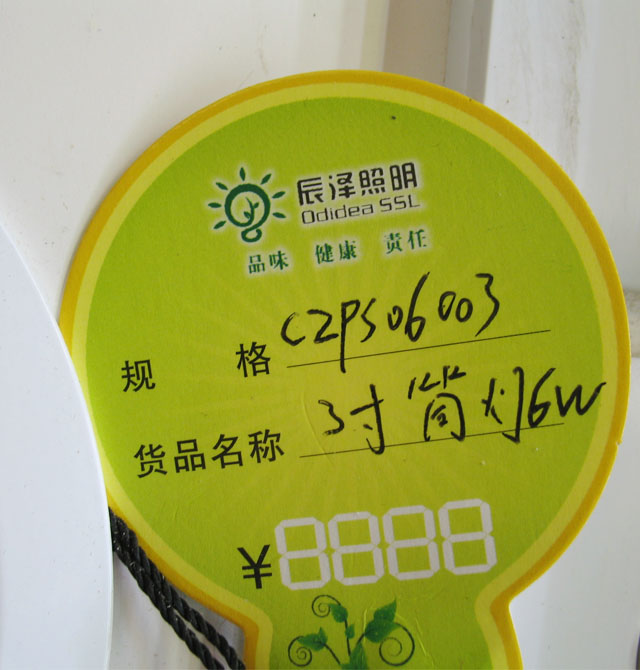 辰泽照明
Odidea SSL
品味 健康 责任
规 格 CZPS06003
货品名称 3寸筒灯6W
¥8888